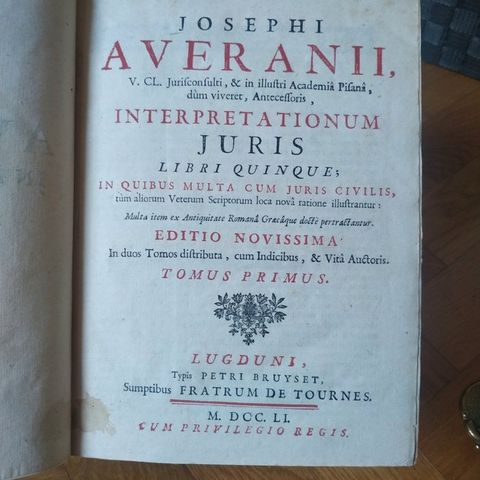 JOSEPHI
AVERANII,
V. CL. Jurisconsulti, & in illustri Academiâ Pisanâ,
dùm viveret, Antecessoris,
INTERPRETATIONUM
JURIS
LIBRI QUINQUE;
IN QUIBUS MULTA CUM JURIS CIVILIS,
tùm aliorum Veterum Scriptorum loca novâ ratione illustrantur:
Multa item ex Antiquitate Romanâ Græcâque doctè pertractantur.
EDITIO NOVISSIMA
In duos Tomos distributa, cum Indicibus, & Vitâ Auctoris.
TOMUS PRIMUS.
LUGDUNI,
Typis PETRI BRUYSET,
Sumptibus FRATRUM DE TOURNES.
M. DCC. LI.
CUM PRIVILEGIO REGIS.